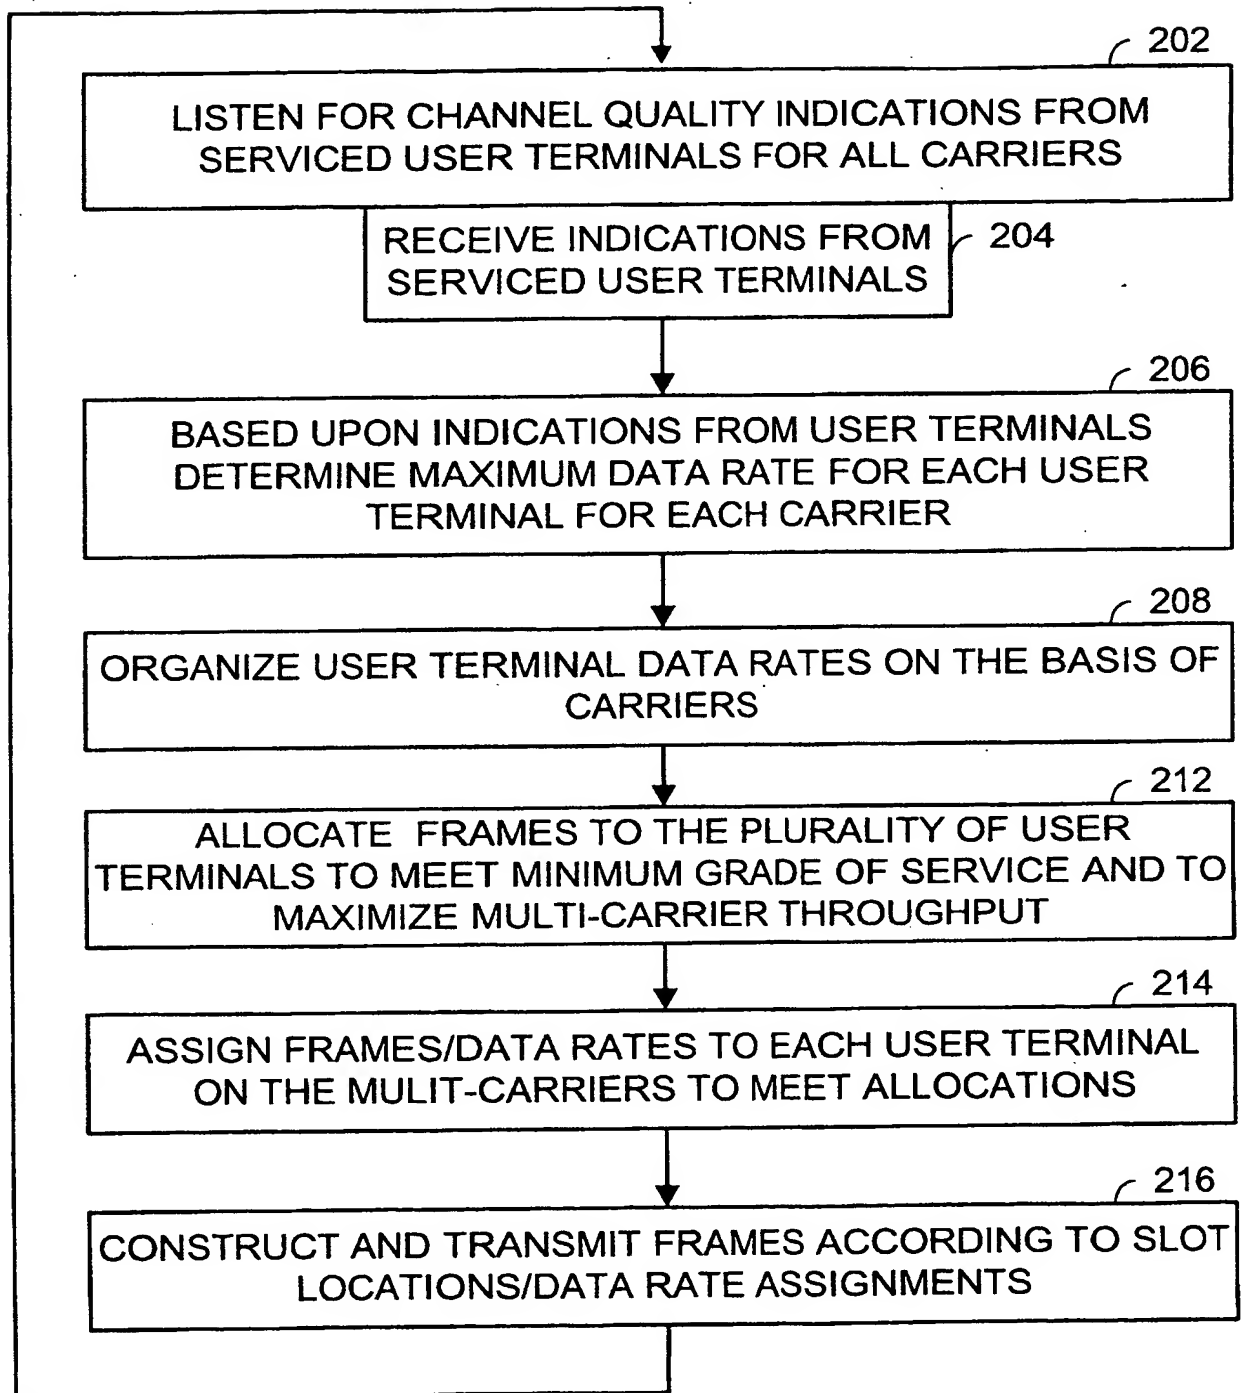 202
LISTEN FOR CHANNEL QUALITY INDICATIONS FROM
SERVICED USER TERMINALS FOR ALL CARRIERS
RECEIVE INDICATIONS FROM
SERVICED USER TERMINALS
204
206
BASED UPON INDICATIONS FROM USER TERMINALS
DETERMINE MAXIMUM DATA RATE FOR EACH USER
TERMINAL FOR EACH CARRIER
208
ORGANIZE USER TERMINAL DATA RATES ON THE BASIS OF
CARRIERS
212
ALLOCATE FRAMES TO THE PLURALITY OF USER
TERMINALS TO MEET MINIMUM GRADE OF SERVICE AND TO
MAXIMIZE MULTI-CARRIER THROUGHPUT
214
ASSIGN FRAMES/DATA RATES TO EACH USER TERMINAL
ON THE MULIT-CARRIERS TO MEET ALLOCATIONS
216
CONSTRUCT AND TRANSMIT FRAMES ACCORDING TO SLOT
LOCATIONS/DATA RATE ASSIGNMENTS